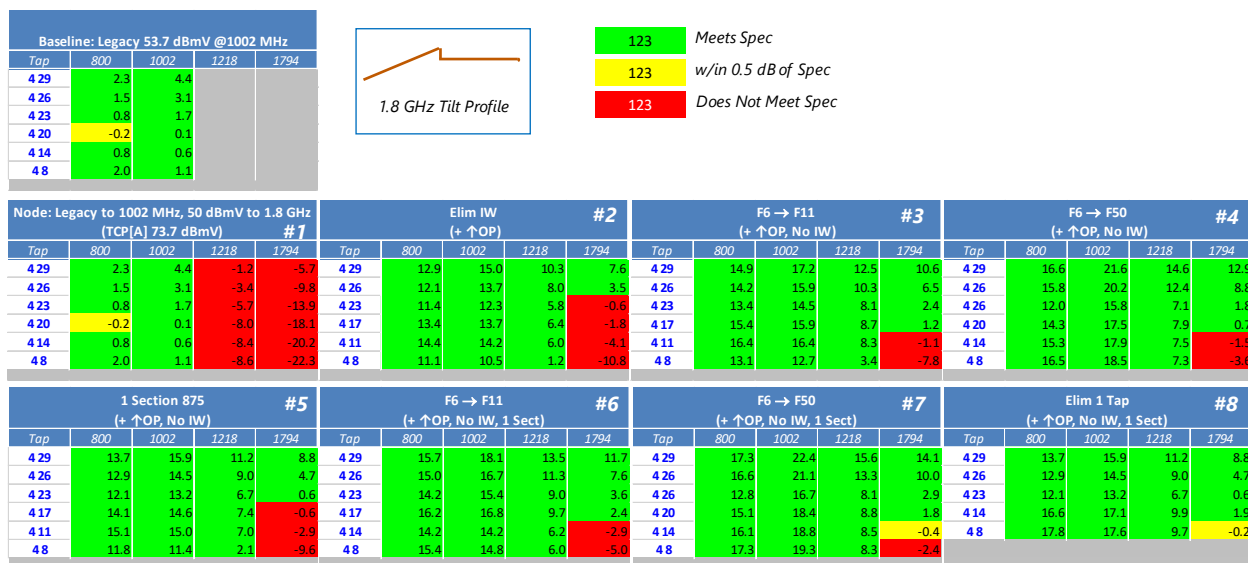 Baseline: Legacy 53.7 dBmV @1002 MHz
Tap 800 1002 1218 1794
4 29 2.3 4.4
4 26 1.5 3.1
4 23 0.8 1.7
4 20 -0.2 0.1
4 14 0.8 0.6
4 8 2.0 1.1
1.8 GHz Tilt Profile
123 Meets Spec
123 w/in 0.5 dB of Spec
123 Does Not Meet Spec
Node: Legacy to 1002 MHz, 50 dBmV to 1.8 GHz
(TCP[A] 73.7 dBmV) #1
Tap 800 1002 1218 1794
4 29 2.3 4.4 -1.2 -5.7
4 26 1.5 3.1 -3.4 -9.8
4 23 0.8 1.7 -5.7 -13.9
4 20 -0.2 0.1 -8.0 -18.1
4 14 0.8 0.6 -8.4 -20.2
4 8 2.0 1.1 -8.6 -22.3
Elim IW #2
(+ ↑OP)
Tap 800 1002 1218 1794
4 29 12.9 15.0 10.3 7.6
4 26 12.1 13.7 8.0 3.5
4 23 11.4 12.3 5.8 -0.6
4 17 13.4 13.7 6.4 -1.8
4 11 14.4 14.2 6.0 -4.1
4 8 11.1 10.5 1.2 -10.8
F6 → F11 #3
(+ ↑OP, No IW)
Tap 800 1002 1218 1794
4 29 14.9 17.2 12.5 10.6
4 26 14.2 15.9 10.3 6.5
4 23 13.4 14.5 8.1 2.4
4 17 15.4 15.9 8.7 1.2
4 11 16.4 16.4 8.3 -1.1
4 8 13.1 12.7 3.4 -7.8
F6 → F50 #4
(+ ↑OP, No IW)
Tap 800 1002 1218 1794
4 29 16.6 21.6 14.6 12.9
4 26 15.8 20.2 12.4 8.8
4 26 12.0 15.8 7.1 1.8
4 20 14.3 17.5 7.9 0.7
4 14 15.3 17.9 7.5 -1.5
4 8 16.5 18.5 7.3 -3.6
1 Section 875 #5
(+ ↑OP, No IW)
Tap 800 1002 1218 1794
4 29 13.7 15.9 11.2 8.8
4 26 12.9 14.5 9.0 4.7
4 23 12.1 13.2 6.7 0.6
4 17 14.1 14.6 7.4 -0.6
4 11 15.1 15.0 7.0 -2.9
4 8 11.8 11.4 2.1 -9.6
F6 → F11 #6
(+ ↑OP, No IW, 1 Sect)
Tap 800 1002 1218 1794
4 29 15.7 18.1 13.5 11.7
4 26 15.0 16.7 11.3 7.6
4 23 14.2 15.4 9.0 3.6
4 17 16.2 16.8 9.7 2.4
4 14 14.2 14.2 6.2 -2.9
4 8 15.4 14.8 6.0 -5.0
F6 → F50 #7
(+ ↑OP, No IW, 1 Sect)
Tap 800 1002 1218 1794
4 29 17.3 22.4 15.6 14.1
4 26 16.6 21.1 13.3 10.0
4 26 12.8 16.7 8.1 2.9
4 20 15.1 18.4 8.8 1.8
4 14 16.1 18.8 8.5 -0.4
4 8 17.3 19.3 8.3 -2.4
Elim 1 Tap #8
(+ ↑OP, No IW, 1 Sect)
Tap 800 1002 1218 1794
4 29 13.7 15.9 11.2 8.8
4 26 12.9 14.5 9.0 4.7
4 23 12.1 13.2 6.7 0.6
4 14 16.6 17.1 9.9 1.9
4 8 17.8 17.6 9.7 -0.2